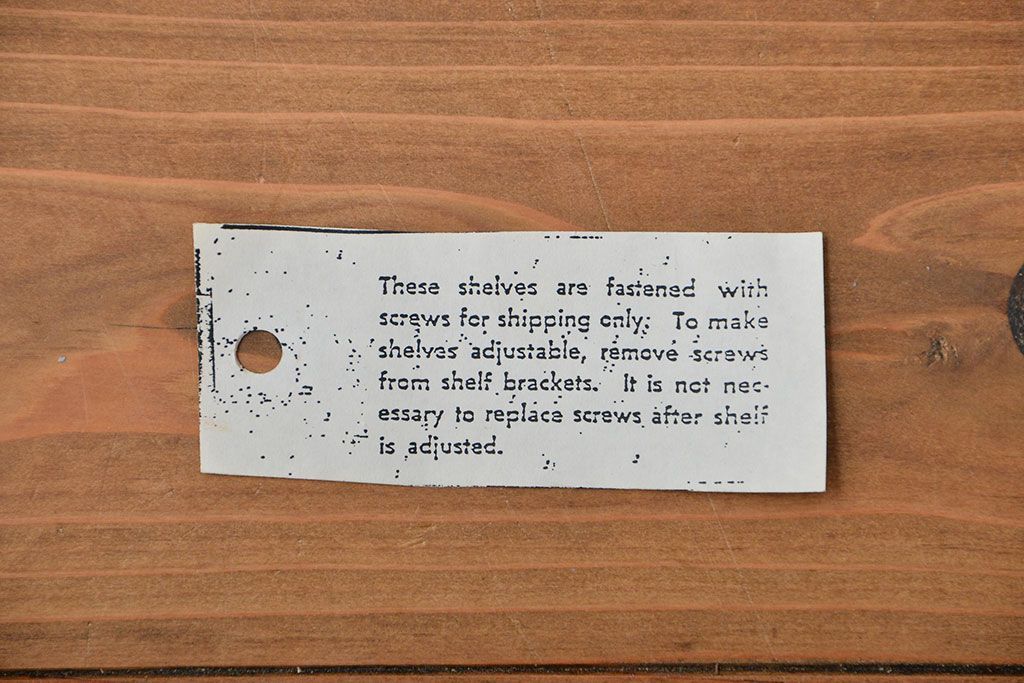 These shelves are fastened with
screws for shipping only. To make
shelves adjustable, remove screws
from shelf brackets. It is not nec-
essary to replace screws after shelf
is adjusted.